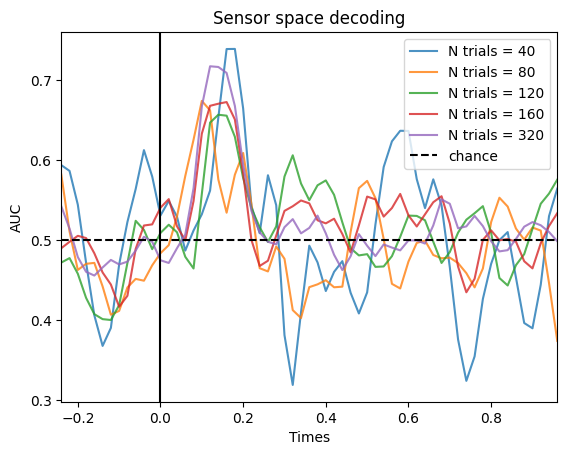 Sensor space decoding
N trials = 40
N trials = 80
N trials = 120
N trials = 160
N trials = 320
chance
AUC
0.7
0.6
0.5
0.4
0.3
−0.2
0.0
0.2
0.4
0.6
0.8
Times